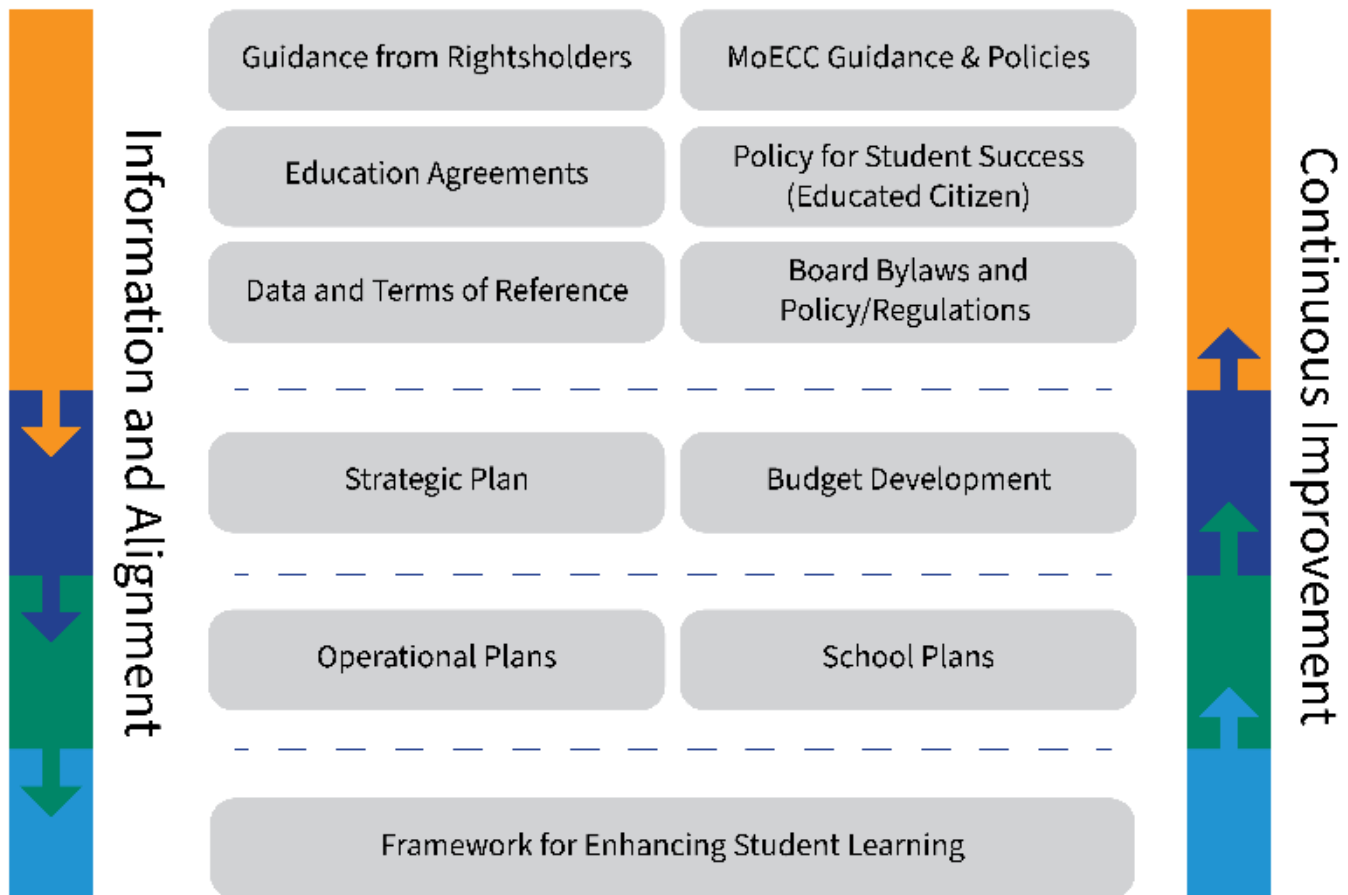 Information and Alignment
Guidance from Rightsholders
MoECC Guidance & Policies
Education Agreements
Policy for Student Success
(Educated Citizen)
Data and Terms of Reference
Board Bylaws and
Policy/Regulations
Strategic Plan
Budget Development
Operational Plans
School Plans
Framework for Enhancing Student Learning
Continuous Improvement